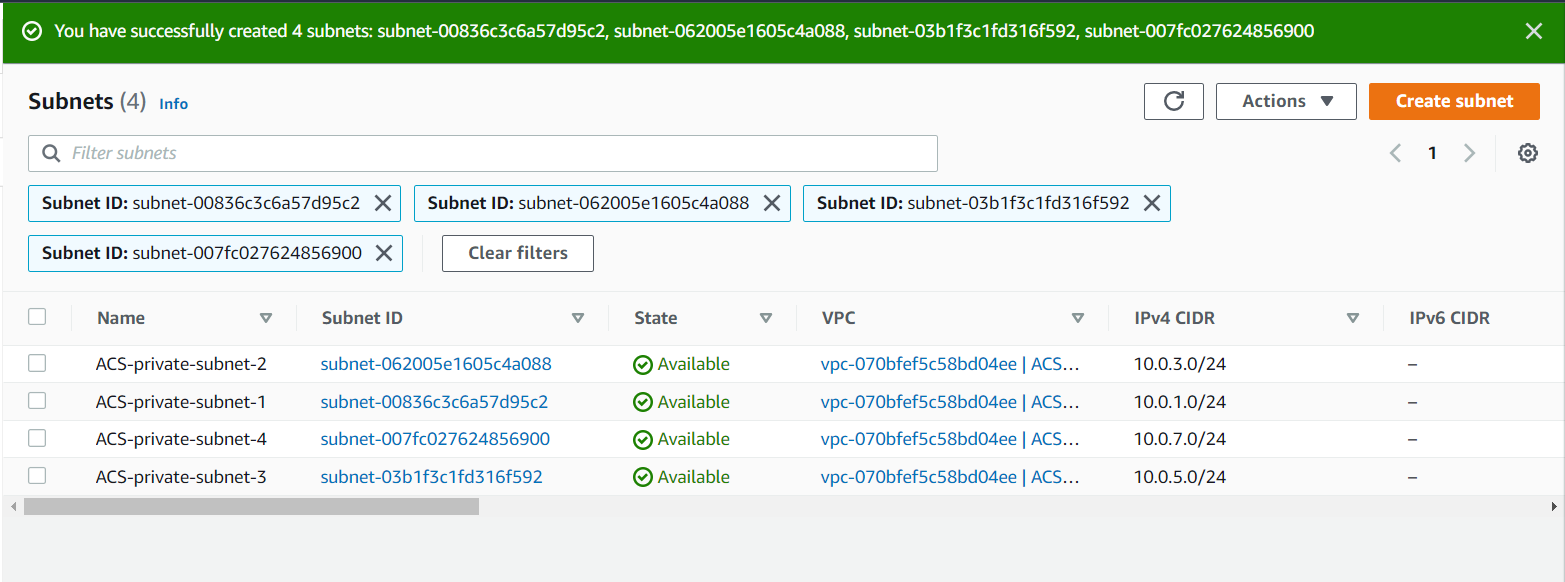 You have successfully created 4 subnets: subnet-00836c3c6a57d95c2, subnet-062005e1605c4a088, subnet-03b1f3c1fd316f592, subnet-007fc027624856900
Subnets (4) Info
Actions
Create subnet
Filter subnets
1
Subnet ID: subnet-00836c3c6a57d95c2
Subnet ID: subnet-062005e1605c4a088
Subnet ID: subnet-03b1f3c1fd316f592
Subnet ID: subnet-007fc027624856900
Clear filters
Name Subnet ID State VPC IPv4 CIDR IPv6 CIDR
ACS-private-subnet-2 subnet-062005e1605c4a088 Available vpc-070bfef5c58bd04ee | ACS… 10.0.3.0/24 –
ACS-private-subnet-1 subnet-00836c3c6a57d95c2 Available vpc-070bfef5c58bd04ee | ACS… 10.0.1.0/24 –
ACS-private-subnet-4 subnet-007fc027624856900 Available vpc-070bfef5c58bd04ee | ACS… 10.0.7.0/24 –
ACS-private-subnet-3 subnet-03b1f3c1fd316f592 Available vpc-070bfef5c58bd04ee | ACS… 10.0.5.0/24 –